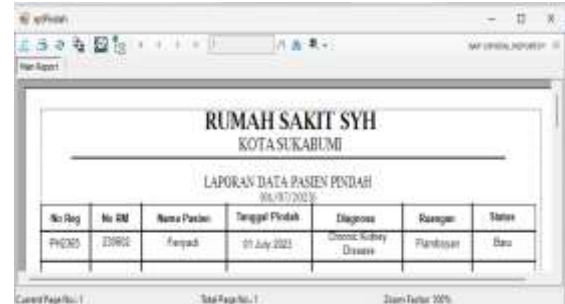 Main Report
RUMAH SAKIT SYH
KOTA SUKABUMI
LAPORAN DATA PASIEN PINDAH
No Reg No RM Nama Pasien Tanggal Pindah Diagnosa Ruangan Status
01 July 2023 Chronic Kidney Baru
Disease
Current Page No.: 1 Total Page No.: 1 Zoom Factor: 100%